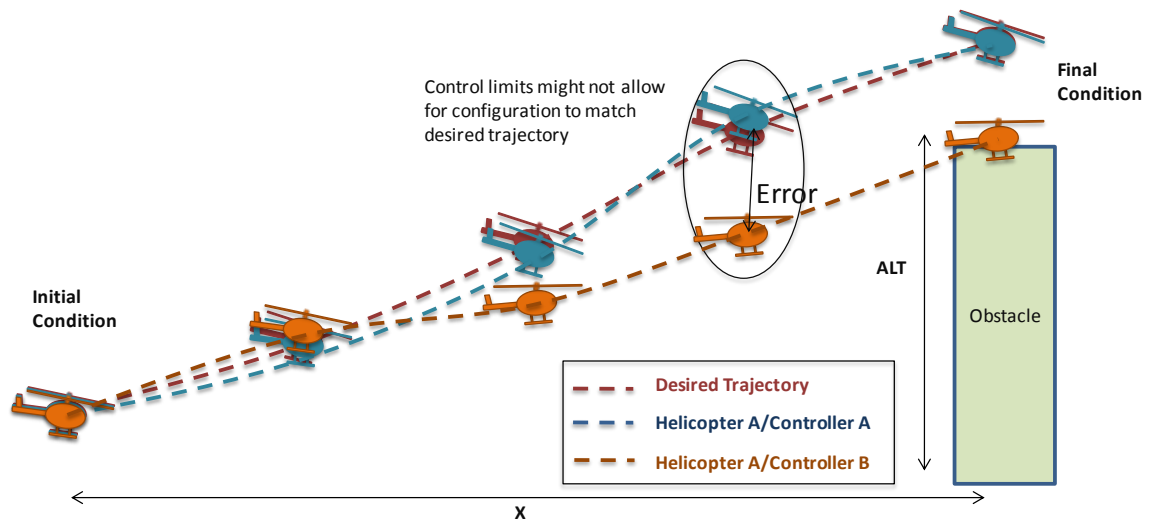 Control limits might not allow
for configuration to match
desired trajectory
Final
Condition
Error
ALT
Initial
Condition
Obstacle
Desired Trajectory
Helicopter A/Controller A
Helicopter A/Controller B
X